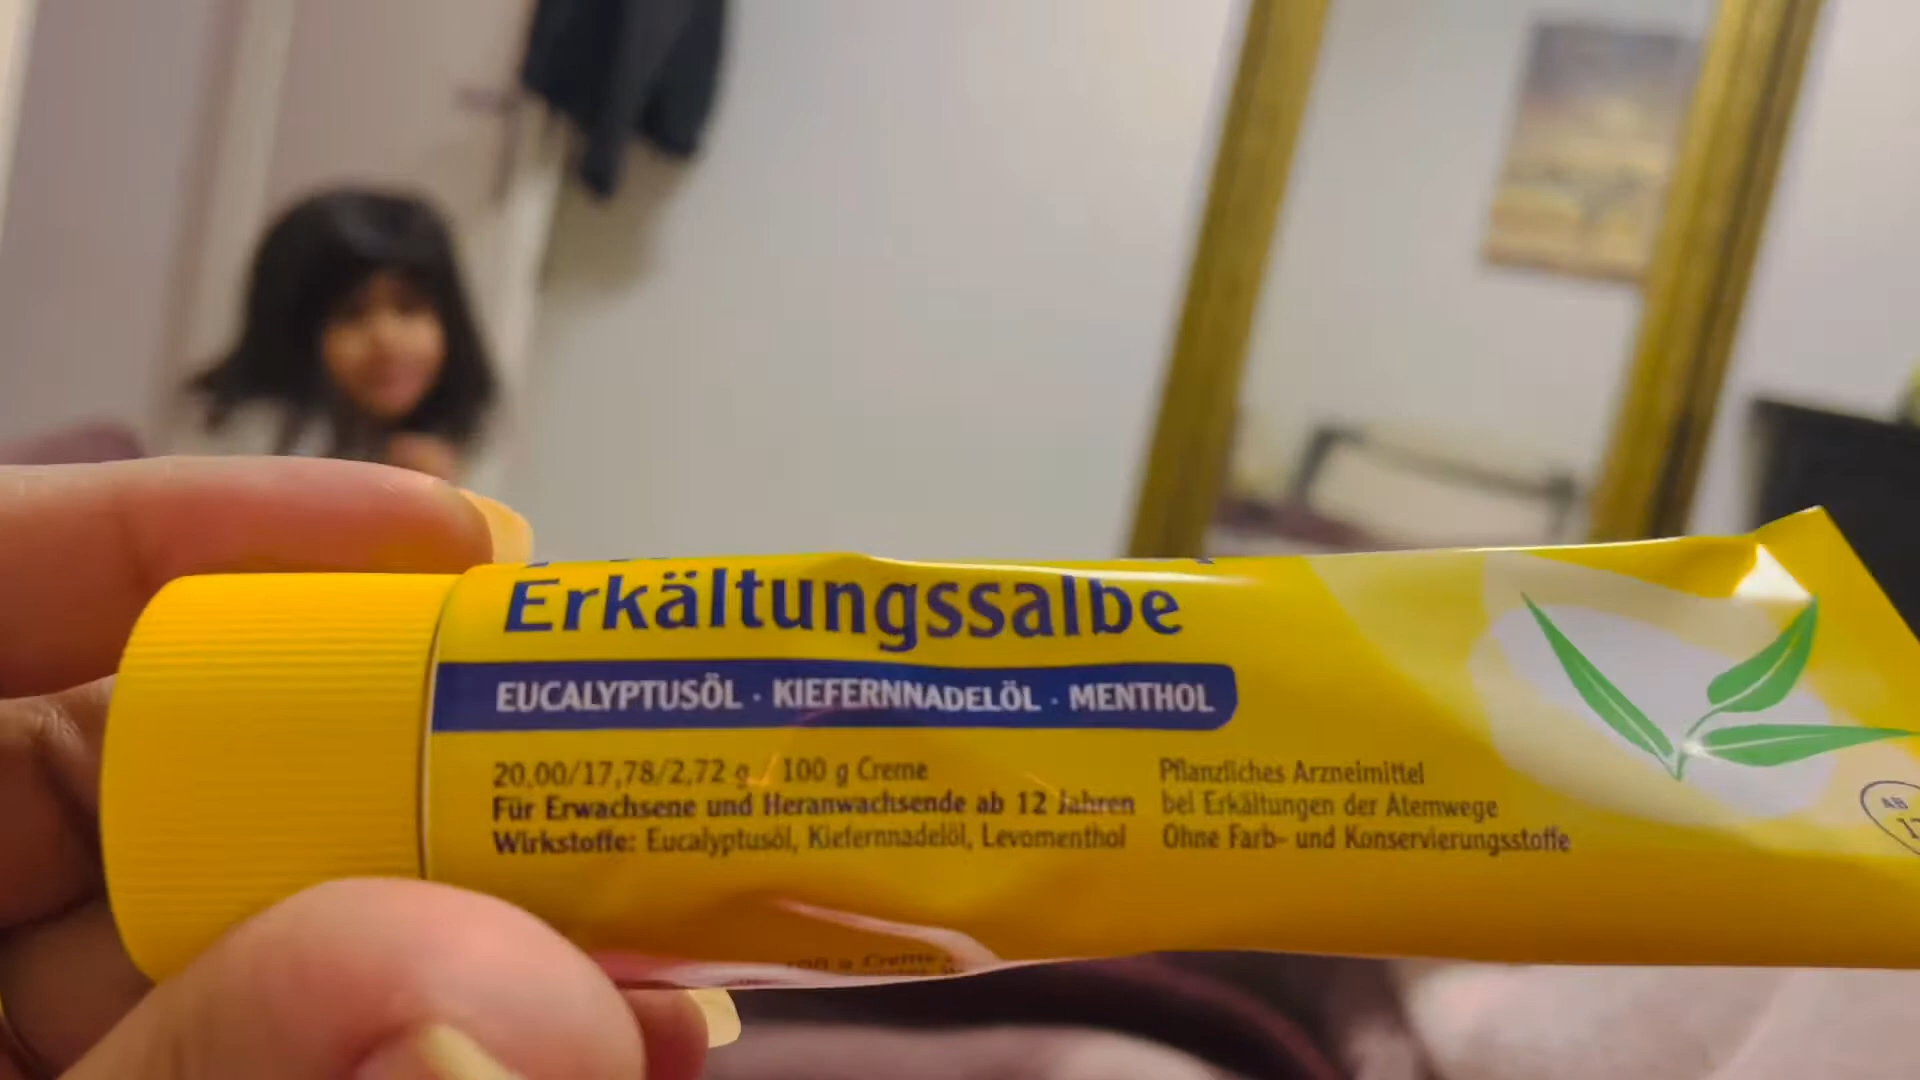 Erkältungssalbe
EUCALYPTUSÖL · KIEFERNNADELÖL · MENTHOL
20,00/17,78/2,72 g / 100 g Creme
Für Erwachsene und Heranwachsende ab 12 Jahren
Wirkstoffe: Eucalyptusöl, Kiefernnadelöl, Levomenthol
Pflanzliches Arzneimittel
bei Erkältungen der Atemwege
Ohne Farb- und Konservierungsstoffe
AB